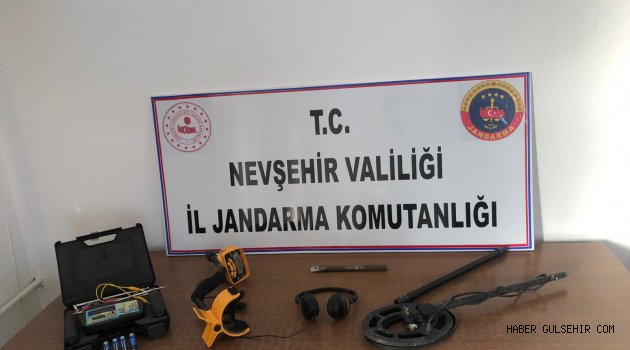 T.C.
NEVŞEHİR VALİLİĞİ
İL JANDARMA KOMUTANLIĞI
JANDARMA
HABER GULSEHIR COM